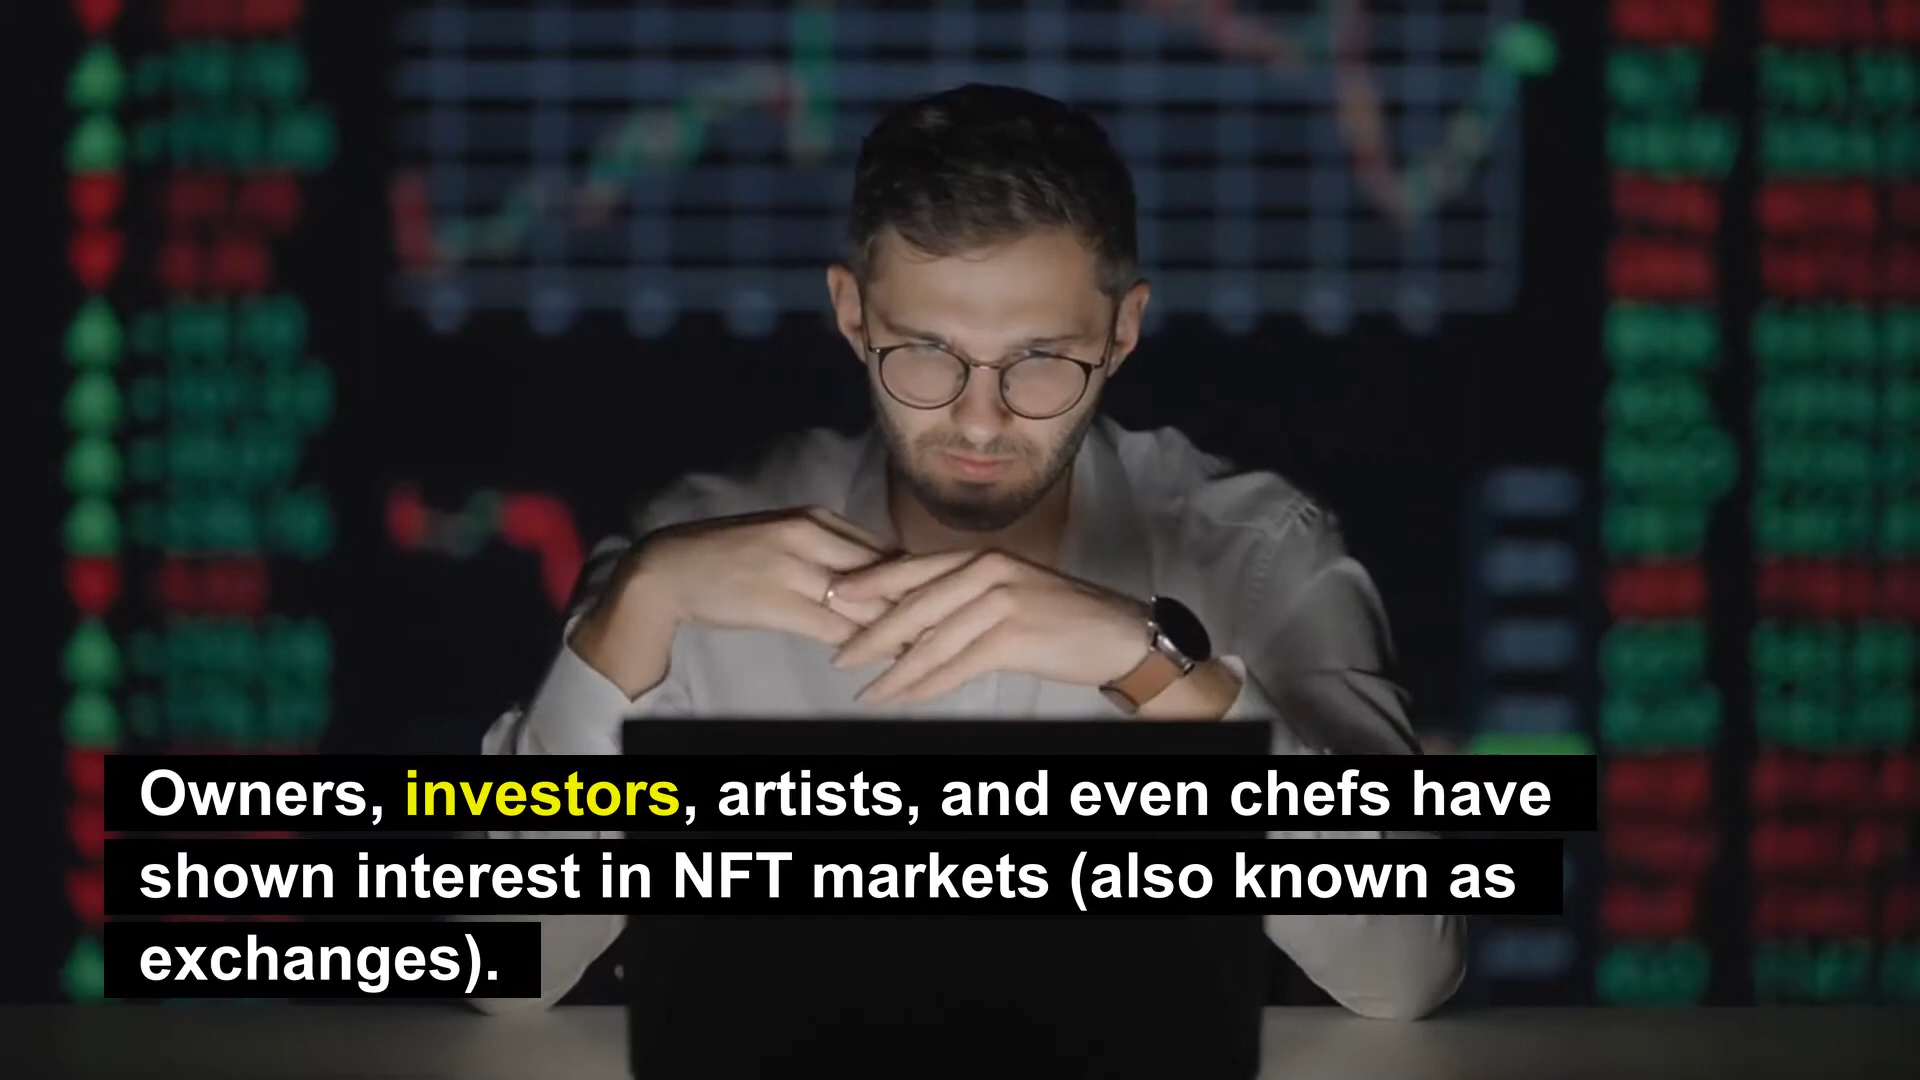 Owners, investors, artists, and even chefs have
shown interest in NFT markets (also known as
exchanges).